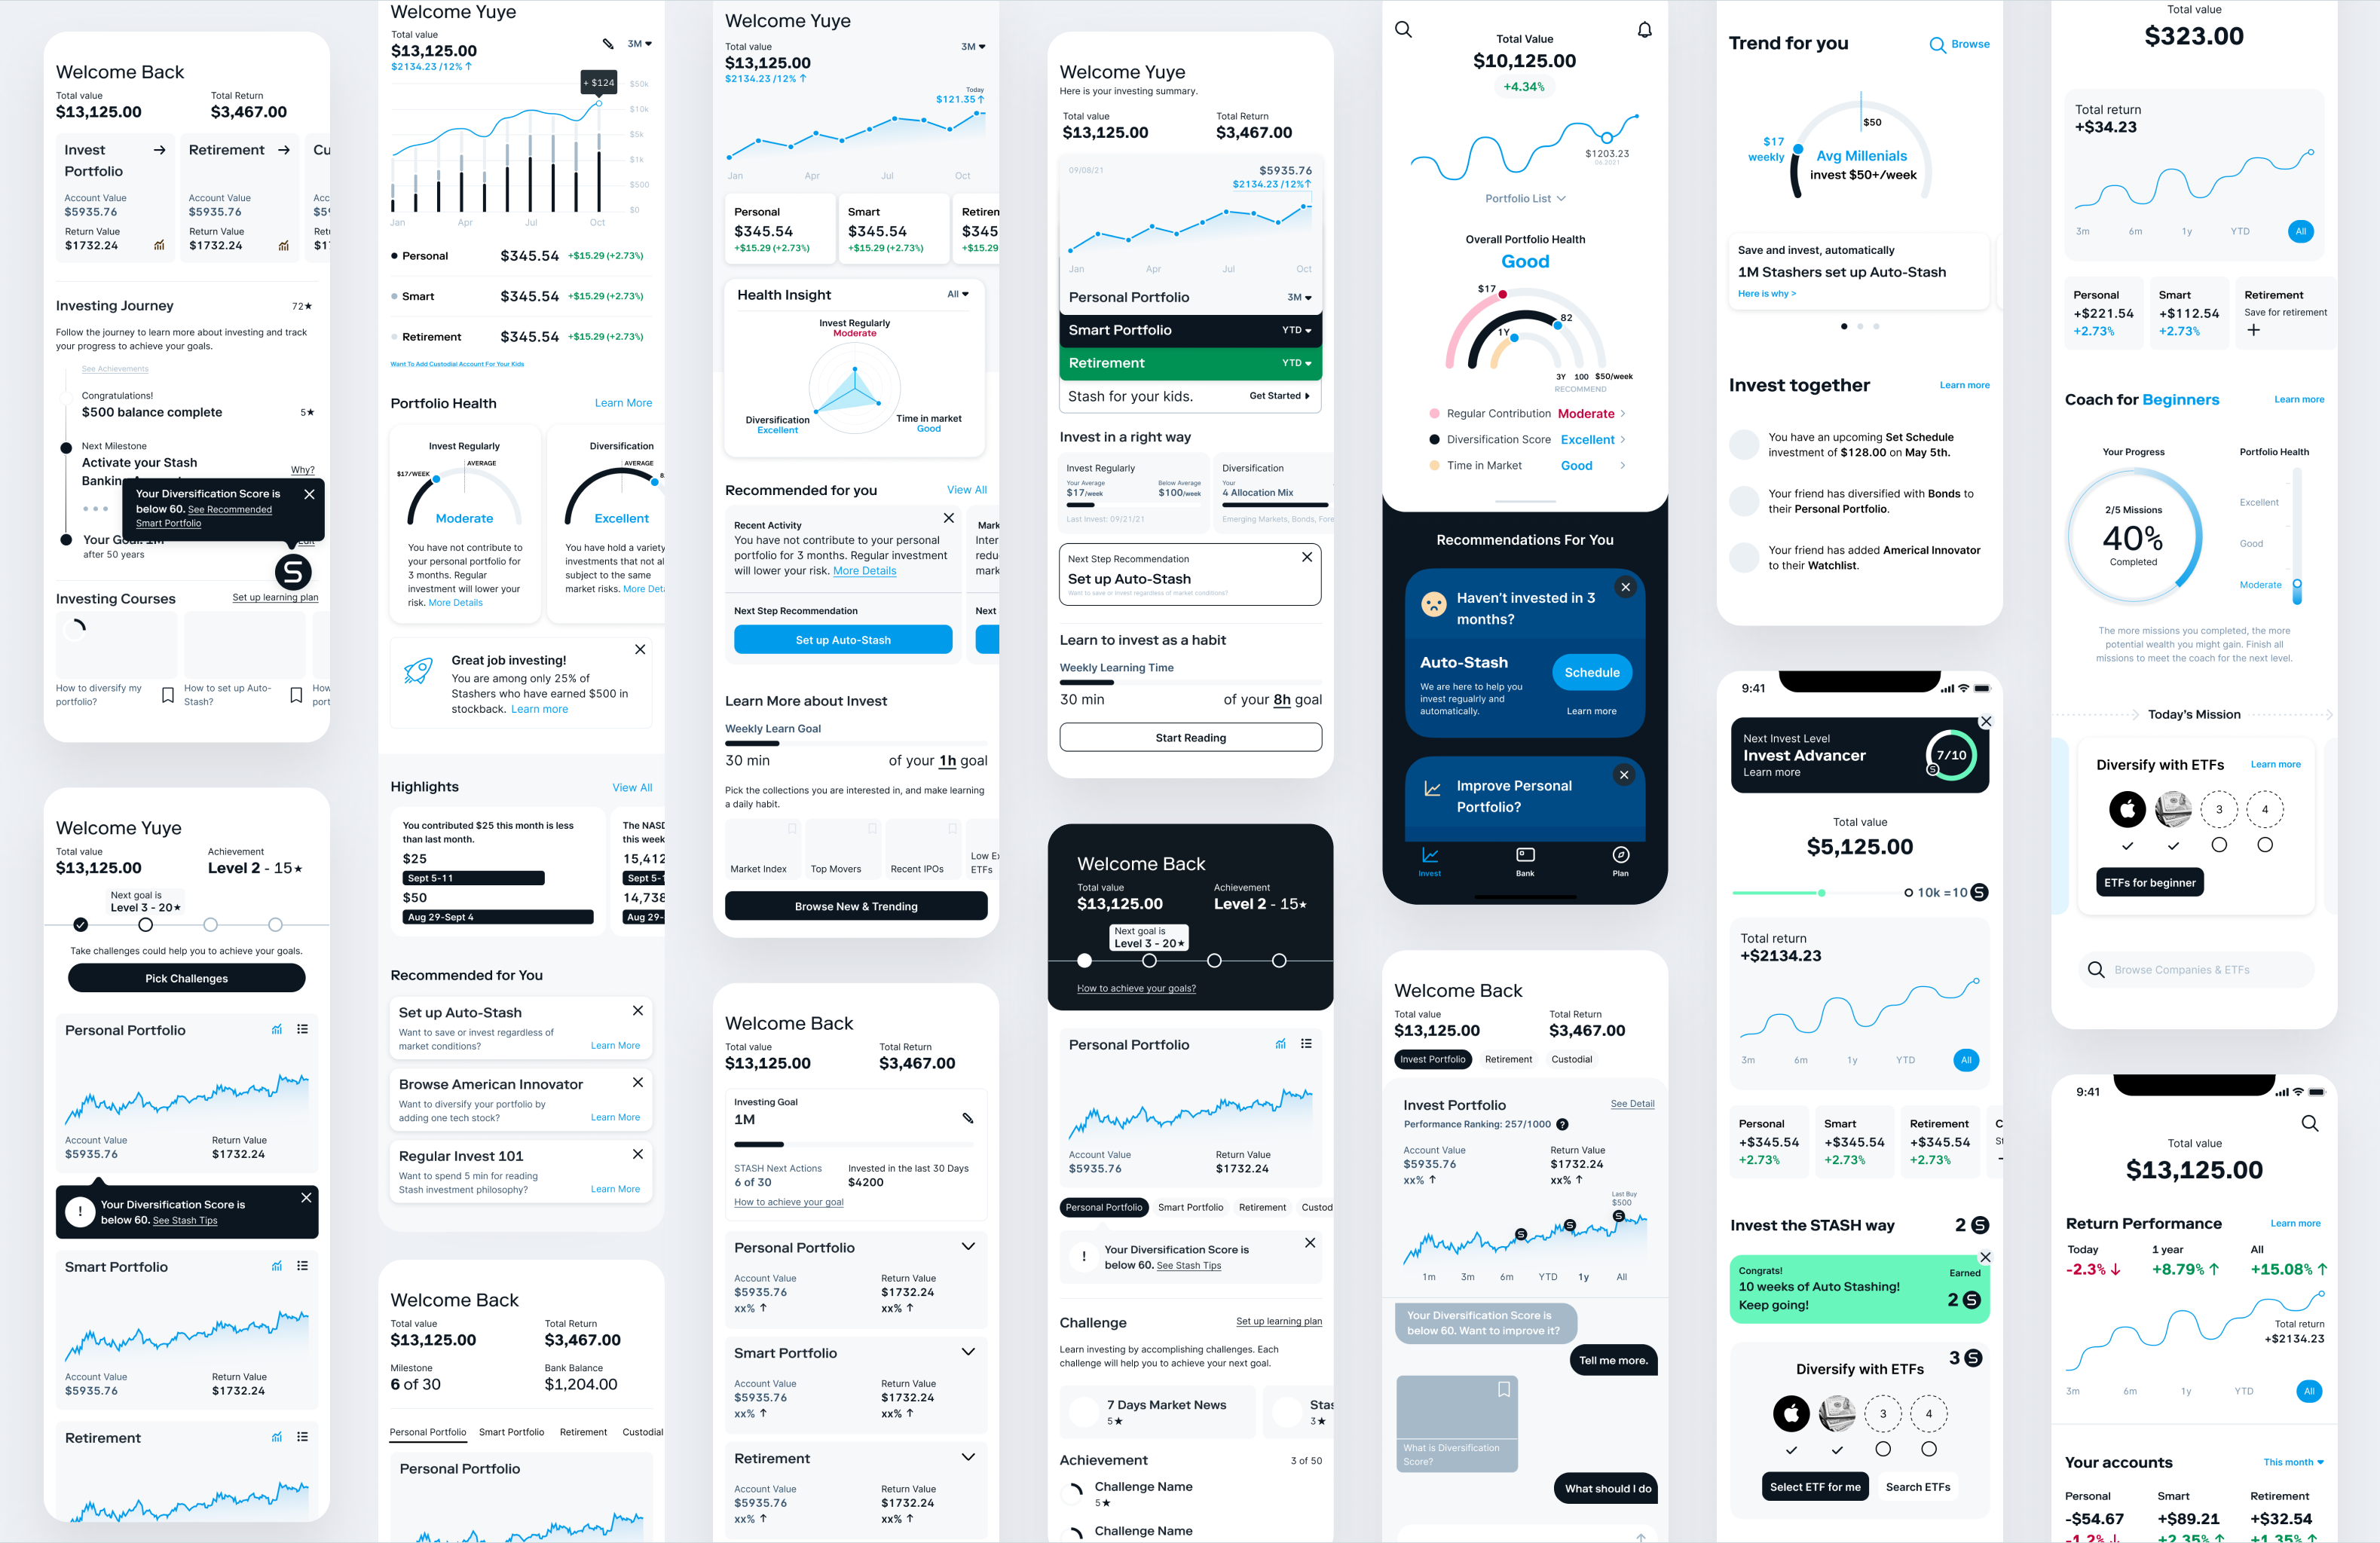 Welcome Back
Total value
Total Return
$13,125.00
$3,467.00
Invest
Portfolio
Retirement
Cu
Account Value
Account Value
Acc
$5935.76
$5935.76
$59
Return Value
Return Value
Retu
$1732.24
$1732.24
$17
Investing Journey
72★
Follow the journey to learn more about investing and track
your progress to achieve your goals.
See Achievements
Congratulations!
$500 balance complete
5★
Next Milestone
Activate your Stash
Why?
Your Diversification Score is
below 60. See Recommended
Smart Portfolio
after 50 years
Investing Courses
Set up learning plan
How to diversify my
portfolio?
How to set up Auto-
Stash?
How
port
Welcome Yuye
Total value
Achievement
$13,125.00
Level 2 - 15★
Next goal is
Level 3 - 20★
Take challenges could help you to achieve your goals.
Pick Challenges
Personal Portfolio
Account Value
Return Value
$5935.76
$1732.24
Your Diversification Score is
below 60. See Stash Tips
Smart Portfolio
Account Value
Return Value
$5935.76
$1732.24
Retirement
Welcome Yuye
Total value
$13,125.00
3M
$2134.23 /12% ↑
+ $124
$50k
$10k
$5k
$1k
$500
$0
Jan
Apr
Jul
Oct
Personal
$345.54
+$15.29 (+2.73%)
Smart
$345.54
+$15.29 (+2.73%)
Retirement
$345.54
+$15.29 (+2.73%)
Want To Add Custodial Account For Your Kids
Portfolio Health
Learn More
Invest Regularly
AVERAGE
$17/WEEK
Moderate
You have not contribute to
your personal portfolio for
3 months. Regular
investment will lower your
risk. More Details
Diversification
AVERAGE
Excellent
You have hold a variety
investments that not al
subject to the same
market risks. More Deta
Great job investing!
You are among only 25% of
Stashers who have earned $500 in
stockback. Learn more
Highlights
View All
You contributed $25 this month is less
than last month.
$25
Sept 5-11
$50
Aug 29-Sept 4
The NASD
this week
15,412
Sept 5-1
14,738
Aug 29-
Recommended for You
Set up Auto-Stash
Want to save or invest regardless of
market conditions?
Learn More
Browse American Innovator
Want to diversify your portfolio by
adding one tech stock?
Learn More
Regular Invest 101
Want to spend 5 min for reading
Stash investment philosophy?
Learn More
Welcome Back
Total value
Total Return
$13,125.00
$3,467.00
Milestone
Bank Balance
6 of 30
$1,204.00
Personal Portfolio
Smart Portfolio
Retirement
Custodial
Personal Portfolio
Welcome Yuye
Total value
3M
$13,125.00
$2134.23 /12% ↑
Today
$121.35↑
Jan
Apr
Jul
Oct
Personal
$345.54
+$15.29 (+2.73%)
Smart
$345.54
+$15.29 (+2.73%)
Retirem
$345
+$15.29
Health Insight
All
Invest Regularly
Moderate
Diversification
Excellent
Time in market
Good
Recommended for you
View All
Recent Activity
You have not contribute to your personal
portfolio for 3 months. Regular investment
will lower your risk. More Details
Next Step Recommendation
Set up Auto-Stash
Mark
Inter
redu
mark
Next
Learn More about Invest
Weekly Learn Goal
30 min
of your 1h goal
Pick the collections you are interested in, and make learning
a daily habit.
Market Index
Top Movers
Recent IPOs
Low Ex
ETFs
Browse New & Trending
Welcome Back
Total value
Total Return
$13,125.00
$3,467.00
Investing Goal
1M
STASH Next Actions
Invested in the last 30 Days
6 of 30
$4200
How to achieve your goal
Personal Portfolio
Account Value
Return Value
$5935.76
$1732.24
xx% ↑
xx% ↑
Smart Portfolio
Account Value
Return Value
$5935.76
$1732.24
xx% ↑
xx% ↑
Retirement
Account Value
Return Value
$5935.76
$1732.24
xx% ↑
xx% ↑
Welcome Yuye
Here is your investing summary.
Total value
Total Return
$13,125.00
$3,467.00
09/08/21
$5935.76
$2134.23 /12%↑
Jan
Apr
Jul
Oct
Personal Portfolio
3M
Smart Portfolio
YTD
Retirement
YTD
Stash for your kids.
Get Started
Invest in a right way
Invest Regularly
Your Average
Below Average
$17/week
$100/week
Last Invest: 09/21/21
Diversification
Your
4 Allocation Mix
Emerging Markets, Bonds, Fore
Next Step Recommendation
Set up Auto-Stash
Want to save or invest regardless of market conditions?
Learn to invest as a habit
Weekly Learning Time
30 min
of your 8h goal
Start Reading
Welcome Back
Total value
Achievement
$13,125.00
Level 2 - 15★
Next goal is
Level 3 - 20★
How to achieve your goals?
Personal Portfolio
Account Value
Return Value
$5935.76
$1732.24
Personal Portfolio
Smart Portfolio
Retirement
Custod
Your Diversification Score is
below 60. See Stash Tips
Challenge
Set up learning plan
Learn investing by accomplishing challenges. Each
challenge will help you to achieve your next goal.
7 Days Market News
5★
Stas
3★
Achievement
3 of 50
Challenge Name
5★
Challenge Name
Total Value
$10,125.00
+4.34%
$1203.23
06.2021
Portfolio List
Overall Portfolio Health
Good
$17
82
1Y
3Y
100
$50/week
RECOMMEND
Regular Contribution
Moderate
Diversification Score
Excellent
Time in Market
Good
Recommendations For You
Haven't invested in 3
months?
Auto-Stash
We are here to help you
invest regualrly and
automatically.
Schedule
Learn more
Improve Personal
Portfolio?
Invest
Bank
Plan
Welcome Back
Total value
Total Return
$13,125.00
$3,467.00
Invest Portfolio
Retirement
Custodial
Invest Portfolio
See Detail
Performance Ranking: 257/1000 ?
Account Value
Return Value
$5935.76
$1732.24
xx% ↑
xx% ↑
Last Buy
$500
1m
3m
6m
YTD
1y
All
Your Diversification Score is
below 60. Want to improve it?
Tell me more.
What is Diversification
Score?
What should I do
Trend for you
Browse
$50
$17
weekly
Avg Millenials
invest $50+/week
Save and invest, automatically
1M Stashers set up Auto-Stash
Here is why >
Invest together
Learn more
You have an upcoming Set Schedule
investment of $128.00 on May 5th.
Your friend has diversified with Bonds to
their Personal Portfolio.
Your friend has added Americal Innovator
to their Watchlist.
9:41
Next Invest Level
Invest Advancer
Learn more
7/10
Total value
$5,125.00
10k =10
Total return
+$2134.23
3m
6m
1y
YTD
All
Personal
+$345.54
+2.73%
Smart
+$345.54
+2.73%
Retirement
+$345.54
+2.73%
Invest the STASH way
2
Congrats!
10 weeks of Auto Stashing!
Keep going!
Earned
2
Diversify with ETFs
3
3
4
Select ETF for me
Search ETFs
Total value
$323.00
Total return
+$34.23
3m
6m
1y
YTD
All
Personal
+$221.54
+2.73%
Smart
+$112.54
+2.73%
Retirement
Save for retirement
Coach for Beginners
Learn more
Your Progress
2/5 Missions
40%
Completed
Portfolio Health
Excellent
Good
Moderate
The more missions you completed, the more
potential wealth you might gain. Finish all
missions to meet the coach for the next level.
Today's Mission
Diversify with ETFs
Learn more
3
4
ETFs for beginner
Browse Companies & ETFs
9:41
Total value
$13,125.00
Return Performance
Learn more
Today
1 year
All
-2.3% ↓
+8.79% ↑
+15.08% ↑
Total return
+$2134.23
3m
6m
1y
YTD
All
Your accounts
This month
Personal
Smart
Retirement
-$54.67
+$89.21
+$32.54
-1.2% ↓
+2.35% ↑
+1.35% ↑